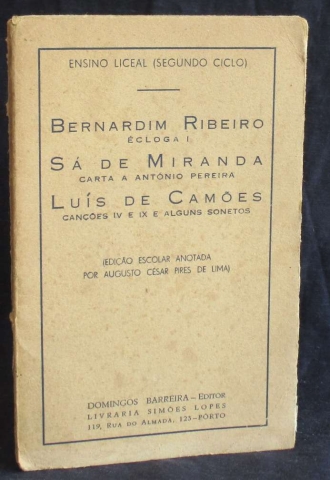 ENSINO LICEAL (SEGUNDO CICLO)
BERNARDIM RIBEIRO
ÉCLOGA I
SÁ DE MIRANDA
CARTA A ANTÓNIO PEREIRA
LUÍS DE CAMÕES
CANÇÕES IV E IX E ALGUNS SONETOS
(EDIÇÃO ESCOLAR ANOTADA
POR AUGUSTO CÉSAR PIRES DE LIMA)
DOMINGOS BARREIRA — EDITOR
LIVRARIA SIMÕES LOPES
119, RUA DO ALMADA, 123 — PÔRTO